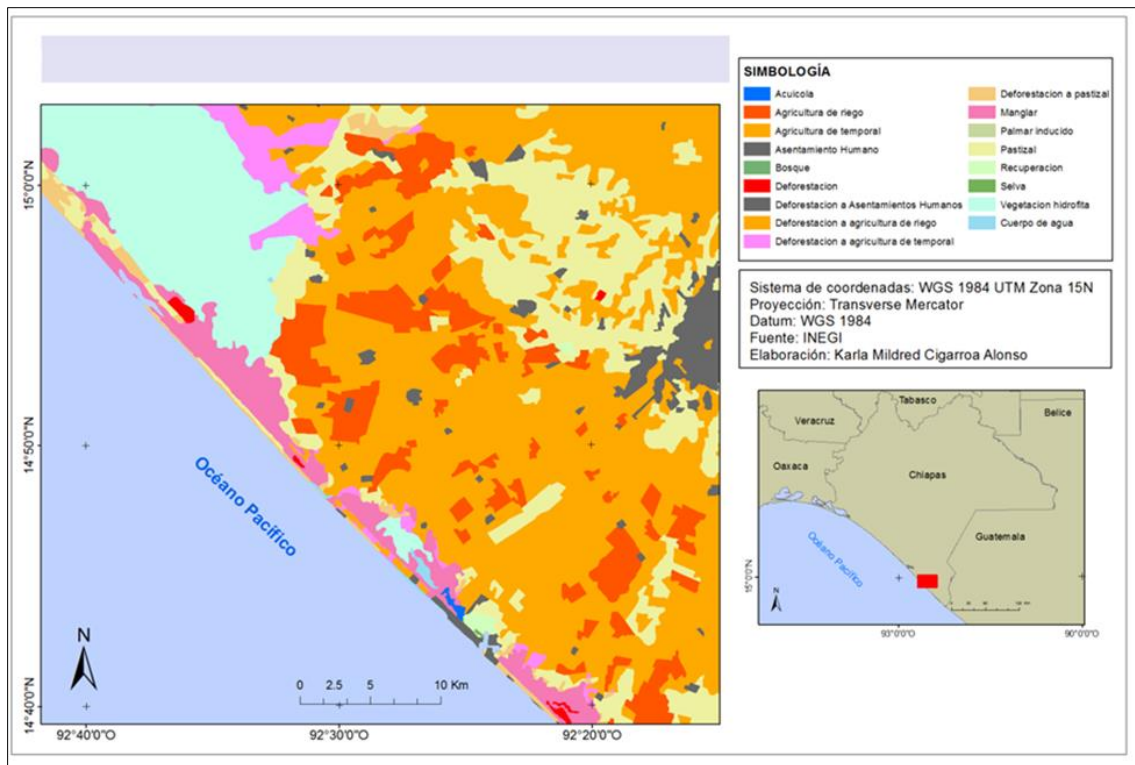 SIMBOLOGÍA
Acuicola
Agricultura de riego
Agricultura de temporal
Asentamiento Humano
Bosque
Deforestacion
Deforestacion a Asentamientos Humanos
Deforestacion a agricultura de riego
Deforestacion a agricultura de temporal
Deforestacion a pastizal
Manglar
Palmar inducido
Pastizal
Recuperacion
Selva
Vegetacion hidrofita
Cuerpo de agua
Sistema de coordenadas: WGS 1984 UTM Zona 15N
Proyección: Transverse Mercator
Datum: WGS 1984
Fuente: INEGI
Elaboración: Karla Mildred Cigarroa Alonso
15°0'0"N
14°50'0"N
14°40'0"N
Océano Pacífico
N
0 2.5 5 10 Km
92°40'0"O
92°30'0"O
92°20'0"O
Tabasco
Veracruz
Belice
Oaxaca
Chiapas
Guatemala
Océano Pacífico
15°0'0"N
N
93°0'0"O
90°0'0"O